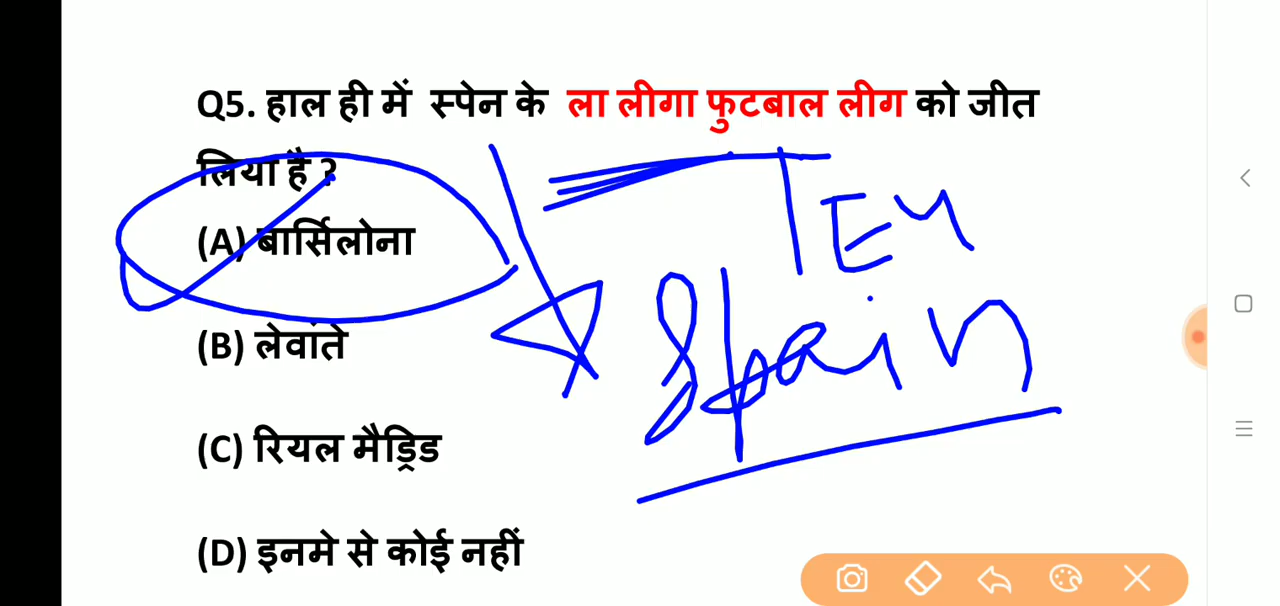 Q5. हाल ही में स्पेन के ला लीगा फुटबाल लीग को जीत
लिया है ?
(A) बार्सिलोना
(B) लेवांते
(C) रियल मैड्रिड
(D) इनमे से कोई नहीं
Spain